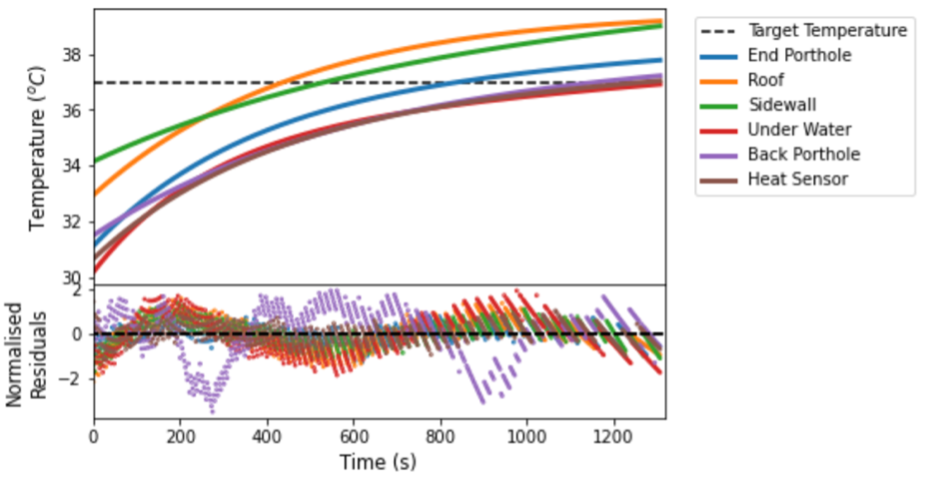 38
36
34
32
30
Temperature (°C)
Target Temperature
End Porthole
Roof
Sidewall
Under Water
Back Porthole
Heat Sensor
2
0
−2
Normalised
Residuals
0 200 400 600 800 1000 1200
Time (s)